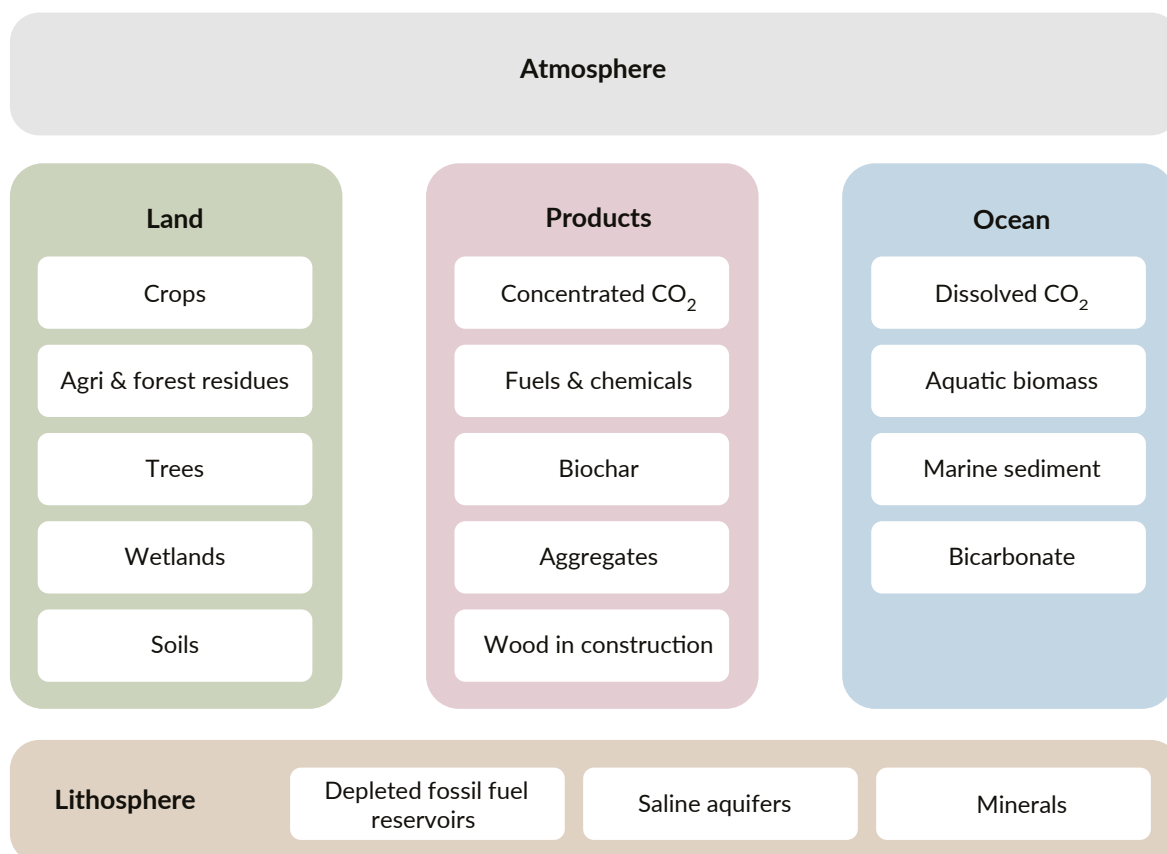 Atmosphere
Land
Crops
Agri & forest residues
Trees
Wetlands
Soils
Products
Concentrated CO₂
Fuels & chemicals
Biochar
Aggregates
Wood in construction
Ocean
Dissolved CO₂
Aquatic biomass
Marine sediment
Bicarbonate
Lithosphere
Depleted fossil fuel
reservoirs
Saline aquifers
Minerals